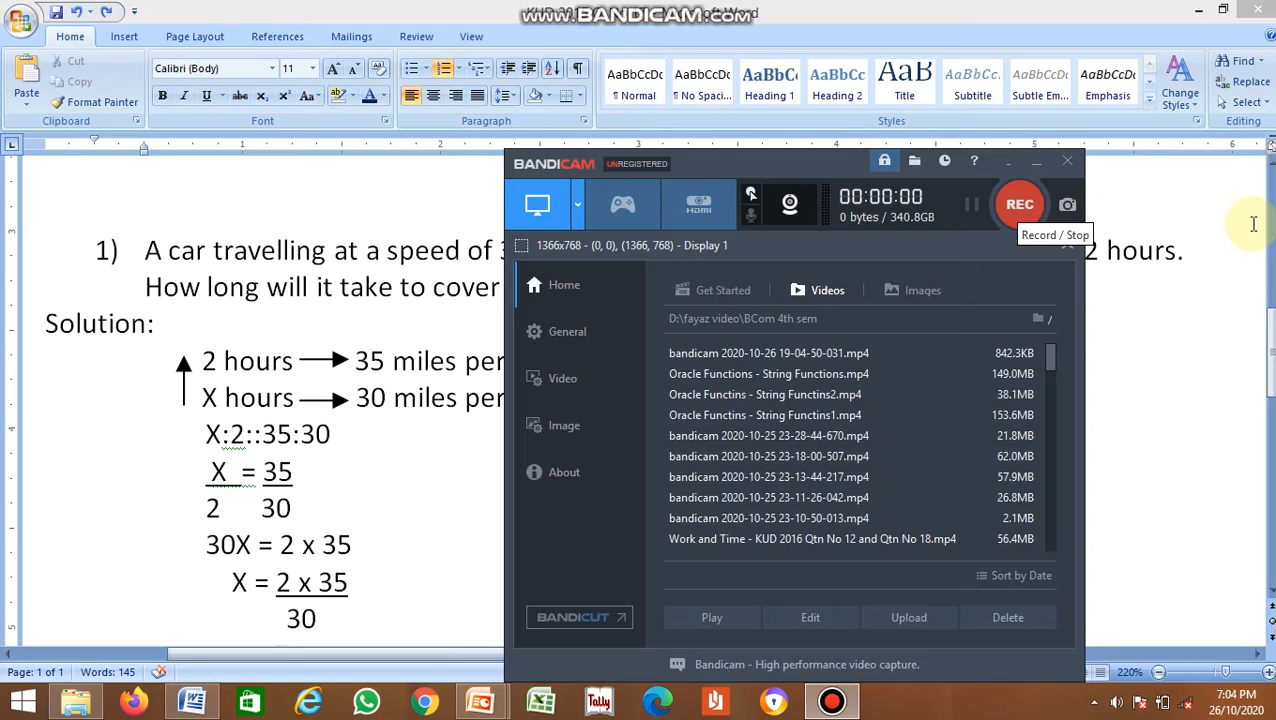 www.BANDICAM.com
Home Insert Page Layout References Mailings Review View
Paste
Cut
Copy
Format Painter
Clipboard
Calibri (Body) 11
Font
Paragraph
AaBbCcDc AaBbCcDc AaBbCc AaBbCc AaB AaBbCc. AaBbCcDc AaBbCcDc
¶ Normal ¶ No Spaci... Heading 1 Heading 2 Title Subtitle Subtle Em... Emphasis
Styles
Change
Styles
Find
Replace
Select
Editing
1 2 3 4 5 6
1) A car travelling at a speed of 3
2 hours.
How long will it take to cover
Solution:
2 hours → 35 miles per
X hours → 30 miles per
X:2::35:30
X = 35
2 30
30X = 2 x 35
X = 2 x 35
30
BANDICAM UNREGISTERED
HDMI
00:00:00
0 bytes / 340.8GB
REC
Record / Stop
1366x768 - (0, 0), (1366, 768) - Display 1
Home
General
Video
Image
About
BANDICUT
Get Started Videos Images
D:\fayaz video\BCom 4th sem /
bandicam 2020-10-26 19-04-50-031.mp4 842.3KB
Oracle Functions - String Functions.mp4 149.0MB
Oracle Functins - String Functins2.mp4 38.1MB
Oracle Functins - String Functins1.mp4 153.6MB
bandicam 2020-10-25 23-28-44-670.mp4 21.8MB
bandicam 2020-10-25 23-18-00-507.mp4 62.0MB
bandicam 2020-10-25 23-13-44-217.mp4 57.9MB
bandicam 2020-10-25 23-11-26-042.mp4 26.8MB
bandicam 2020-10-25 23-10-50-013.mp4 2.1MB
Work and Time - KUD 2016 Qtn No 12 and Qtn No 18.mp4 56.4MB
Sort by Date
Play Edit Upload Delete
Bandicam - High performance video capture.
Page: 1 of 1 Words: 145
220%
Tally
7:04 PM
26/10/2020